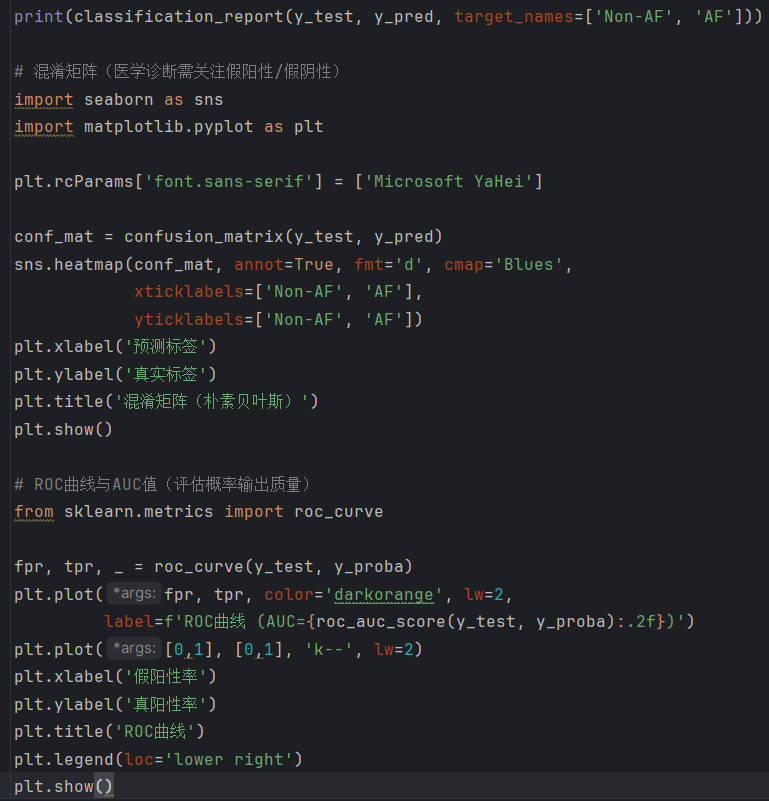 print(classification_report(y_test, y_pred, target_names=['Non-AF', 'AF']))
# 混淆矩阵（医学诊断需关注假阳性/假阴性）
import seaborn as sns
import matplotlib.pyplot as plt
plt.rcParams['font.sans-serif'] = ['Microsoft YaHei']
conf_mat = confusion_matrix(y_test, y_pred)
sns.heatmap(conf_mat, annot=True, fmt='d', cmap='Blues',
            xticklabels=['Non-AF', 'AF'],
            yticklabels=['Non-AF', 'AF'])
plt.xlabel('预测标签')
plt.ylabel('真实标签')
plt.title('混淆矩阵（朴素贝叶斯）')
plt.show()
# ROC曲线与AUC值（评估概率输出质量）
from sklearn.metrics import roc_curve
fpr, tpr, _ = roc_curve(y_test, y_proba)
plt.plot( *args: fpr, tpr, color='darkorange', lw=2,
         label=f'ROC曲线 (AUC={roc_auc_score(y_test, y_proba):.2f})')
plt.plot( *args: [0,1], [0,1], 'k--', lw=2)
plt.xlabel('假阳性率')
plt.ylabel('真阳性率')
plt.title('ROC曲线')
plt.legend(loc='lower right')
plt.show()